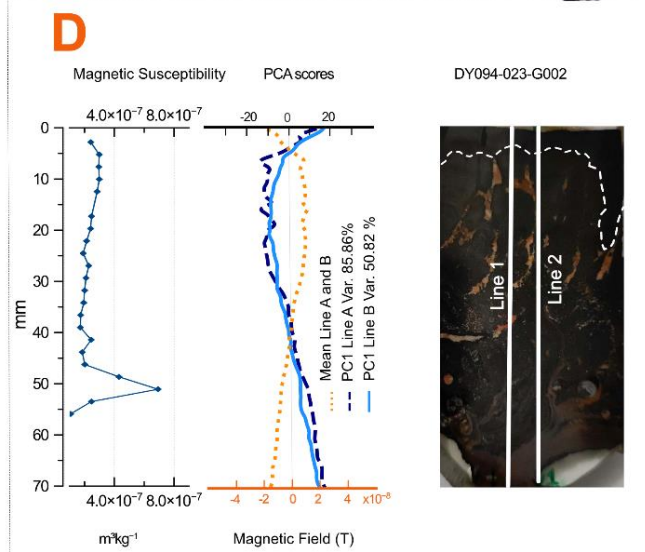 D
Magnetic Susceptibility
PCA scores
DY094-023-G002
4.0×10⁻⁷ 8.0×10⁻⁷
-20 0 20
0
10
20
30
40
50
60
70
mm
Mean Line A and B
PC1 Line A Var. 85.86%
PC1 Line B Var. 50.82 %
Line 1
Line 2
4.0×10⁻⁷ 8.0×10⁻⁷
-4 -2 0 2 4 x10⁻⁸
m³kg⁻¹
Magnetic Field (T)